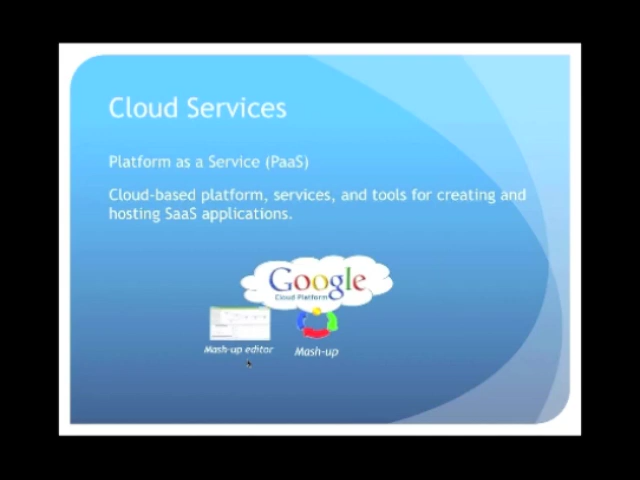 Cloud Services
Platform as a Service (PaaS)
Cloud-based platform, services, and tools for creating and
hosting SaaS applications.
Google
Cloud Platform
Mash-up editor
Mash-up